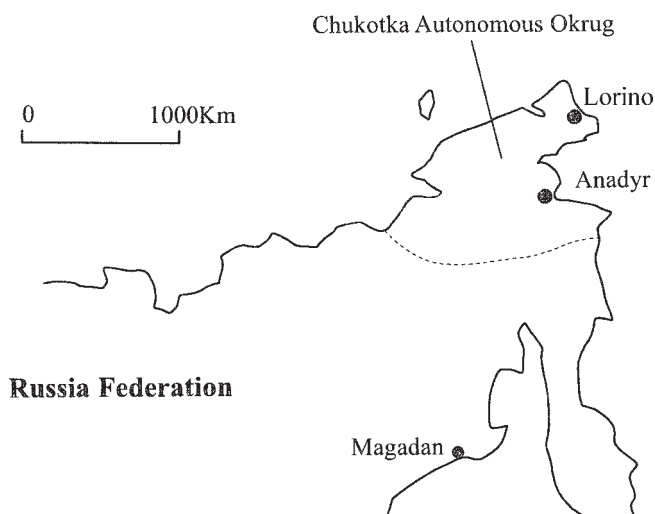 Chukotka Autonomous Okrug
0 1000Km
Lorino
Anadyr
Russia Federation
Magadan